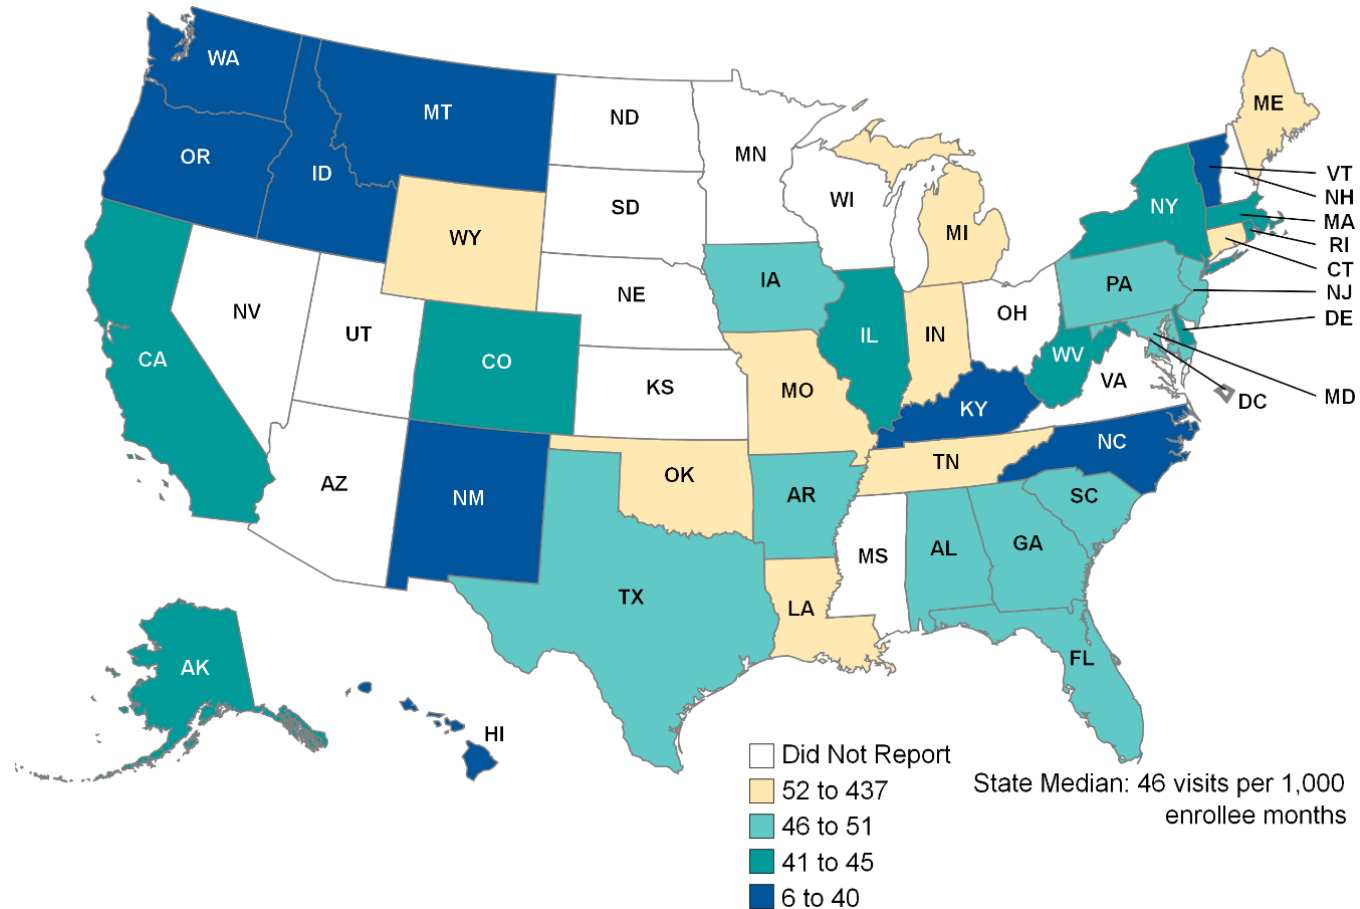 WA
MT
ND
MN
ME
OR
ID
SD
WI
VT
NH
NY
MA
WY
MI
RI
CT
IA
PA
NJ
NE
NV
UT
OH
DE
IL
IN
CA
CO
WV
VA
KS
MO
KY
MD
DC
NC
TN
OK
AZ
NM
AR
SC
MS
AL
GA
TX
LA
FL
AK
HI
Did Not Report
52 to 437
46 to 51
41 to 45
6 to 40
State Median: 46 visits per 1,000
enrollee months